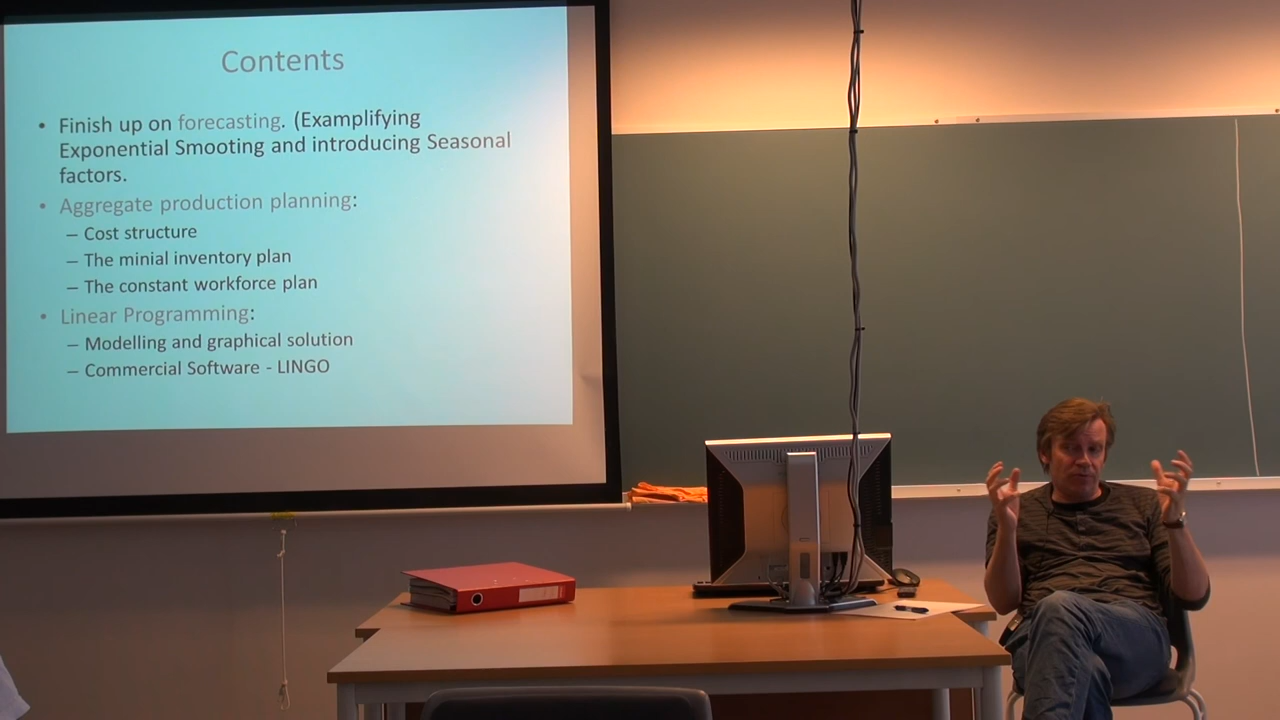 Contents
• Finish up on forecasting. (Examplifying
Exponential Smooting and introducing Seasonal
factors.
• Aggregate production planning:
– Cost structure
– The minial inventory plan
– The constant workforce plan
• Linear Programming:
– Modelling and graphical solution
– Commercial Software - LINGO